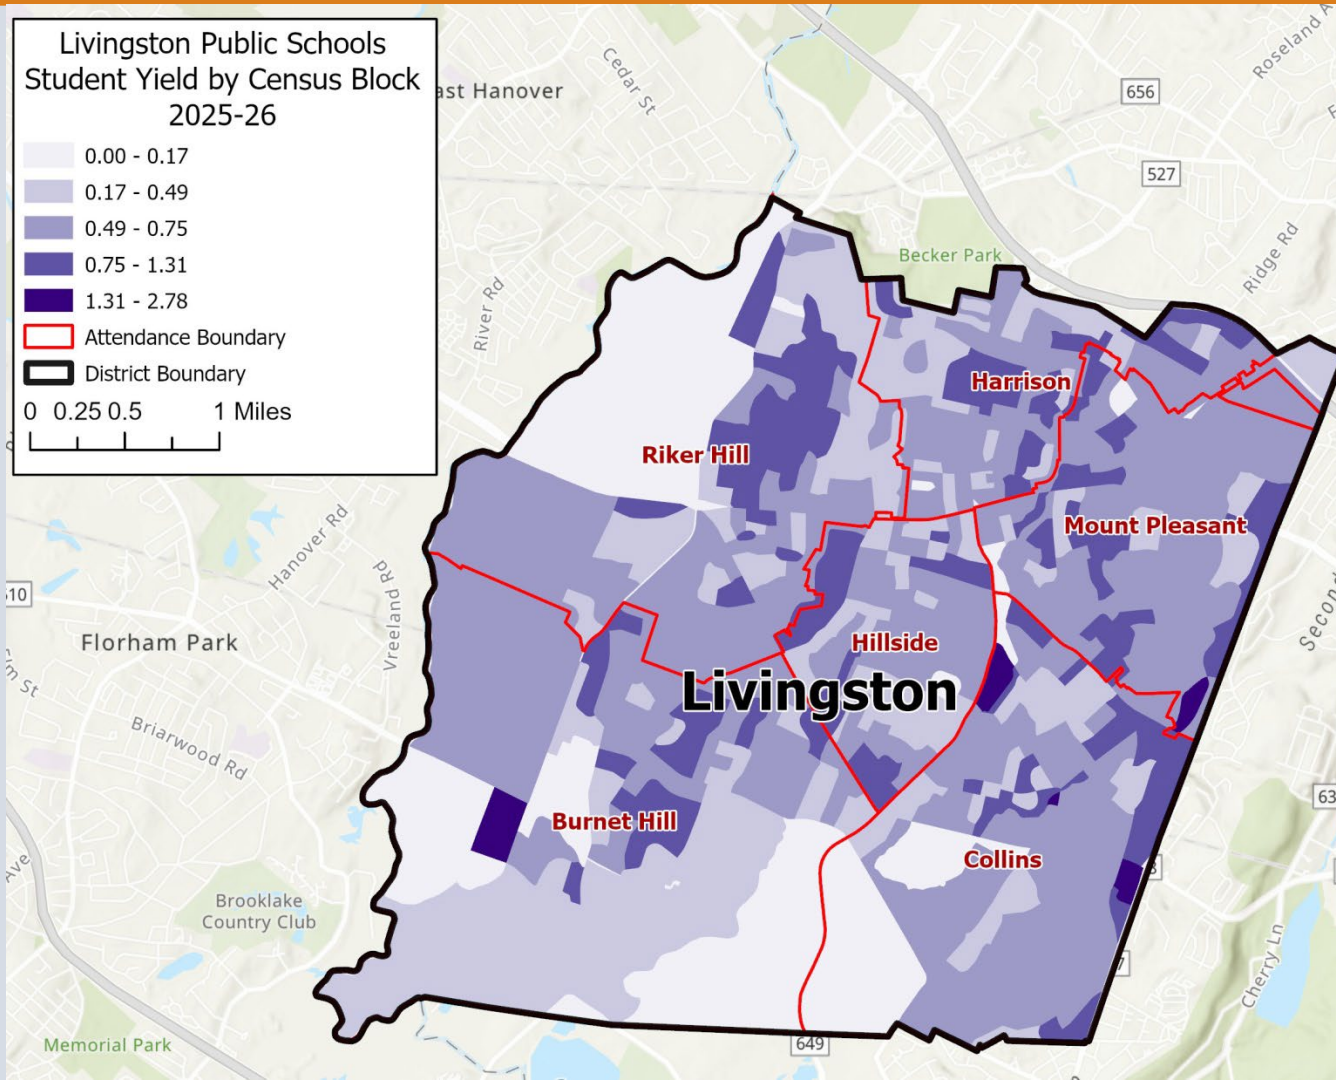 Livingston Public Schools
Student Yield by Census Block
2025-26
0.00 - 0.17
0.17 - 0.49
0.49 - 0.75
0.75 - 1.31
1.31 - 2.78
Attendance Boundary
District Boundary
0 0.25 0.5 1 Miles
ast Hanover
Cedar St
Roseland A
656
527
Ridge Rd
Becker Park
River Rd
Harrison
Riker Hill
Mount Pleasant
Hanover Rd
Vreeland Rd
Second
Florham Park
Hillside
Livingston
Briarwood Rd
63
Burnet Hill
Collins
Ave
Brooklake
Country Club
Cherry Ln
Memorial Park
649